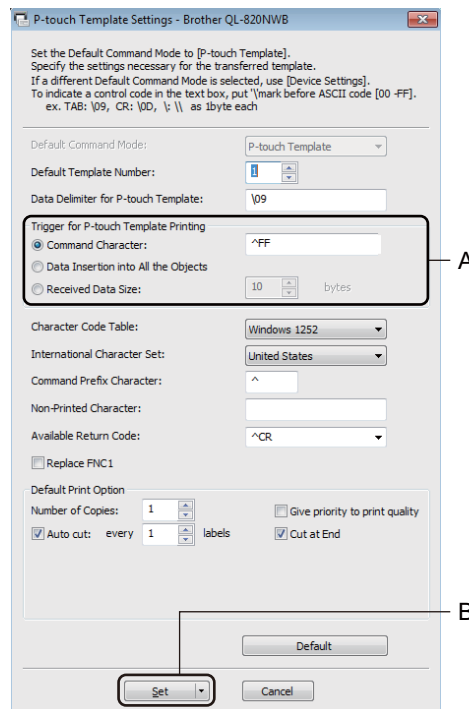 P-touch Template Settings - Brother QL-820NWB
Set the Default Command Mode to [P-touch Template].
Specify the settings necessary for the transferred template.
If a different Default Command Mode is selected, use [Device Settings].
To indicate a control code in the text box, put '\'mark before ASCII code [00 -FF].
ex. TAB: \09, CR: \0D, \: \\ as 1byte each
Default Command Mode: P-touch Template
Default Template Number: 1
Data Delimiter for P-touch Template: \09
Trigger for P-touch Template Printing
Command Character: ^FF
A
Data Insertion into All the Objects
Received Data Size: 10 bytes
Character Code Table: Windows 1252
International Character Set: United States
Command Prefix Character: ^
Non-Printed Character:
Available Return Code: ^CR
Replace FNC1
Default Print Option
Number of Copies: 1 Give priority to print quality
Auto cut: every 1 labels Cut at End
B
Default
Set Cancel